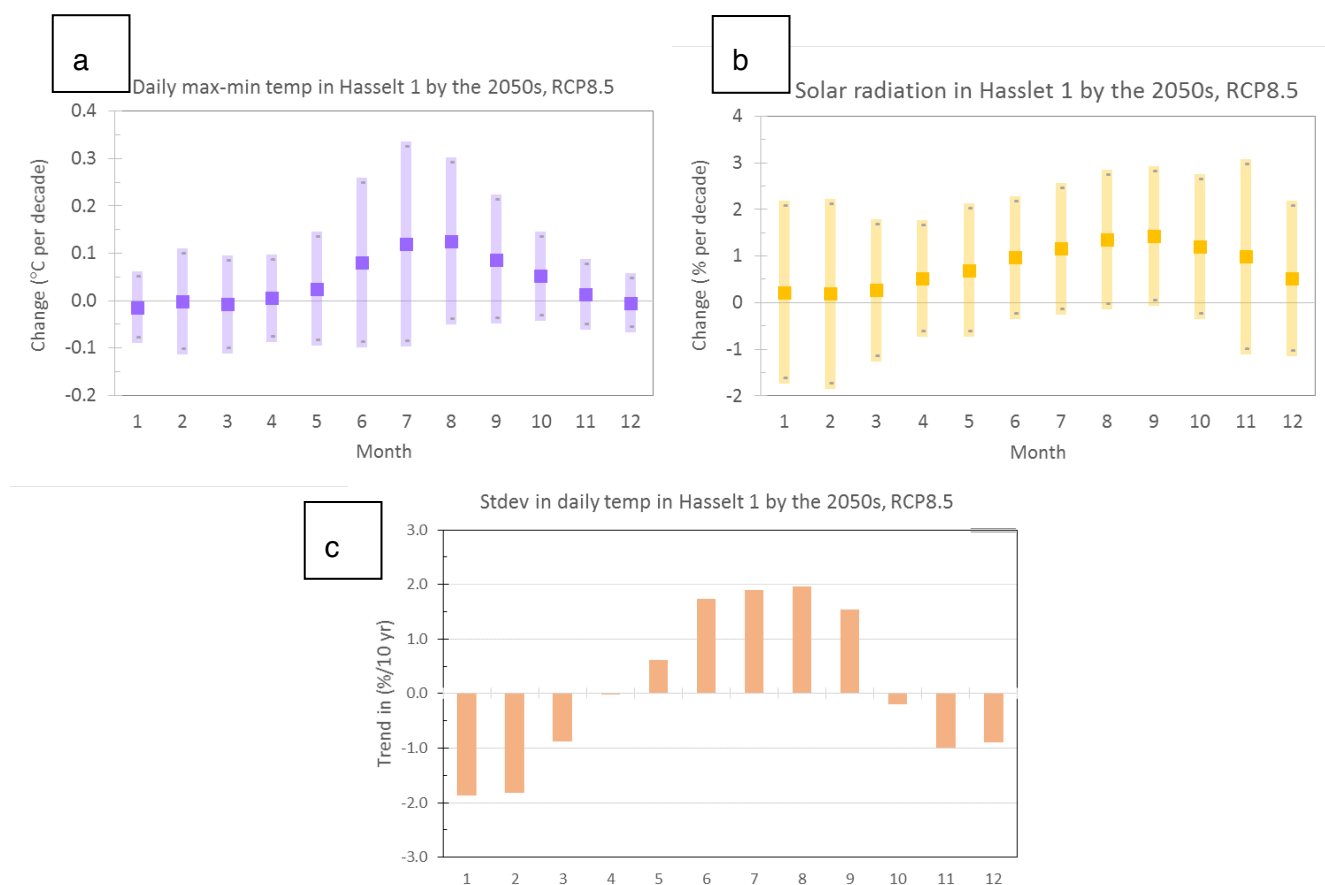 a
Daily max-min temp in Hasselt 1 by the 2050s, RCP8.5
0.4
0.3
0.2
0.1
0.0
-0.1
-0.2
Change (°C per decade)
1 2 3 4 5 6 7 8 9 10 11 12
Month
b
Solar radiation in Hasslet 1 by the 2050s, RCP8.5
4
3
2
1
0
-1
-2
Change (% per decade)
1 2 3 4 5 6 7 8 9 10 11 12
Month
c
Stdev in daily temp in Hasselt 1 by the 2050s, RCP8.5
3.0
2.0
1.0
0.0
-1.0
-2.0
-3.0
Trend in (%/10 yr)
1 2 3 4 5 6 7 8 9 10 11 12